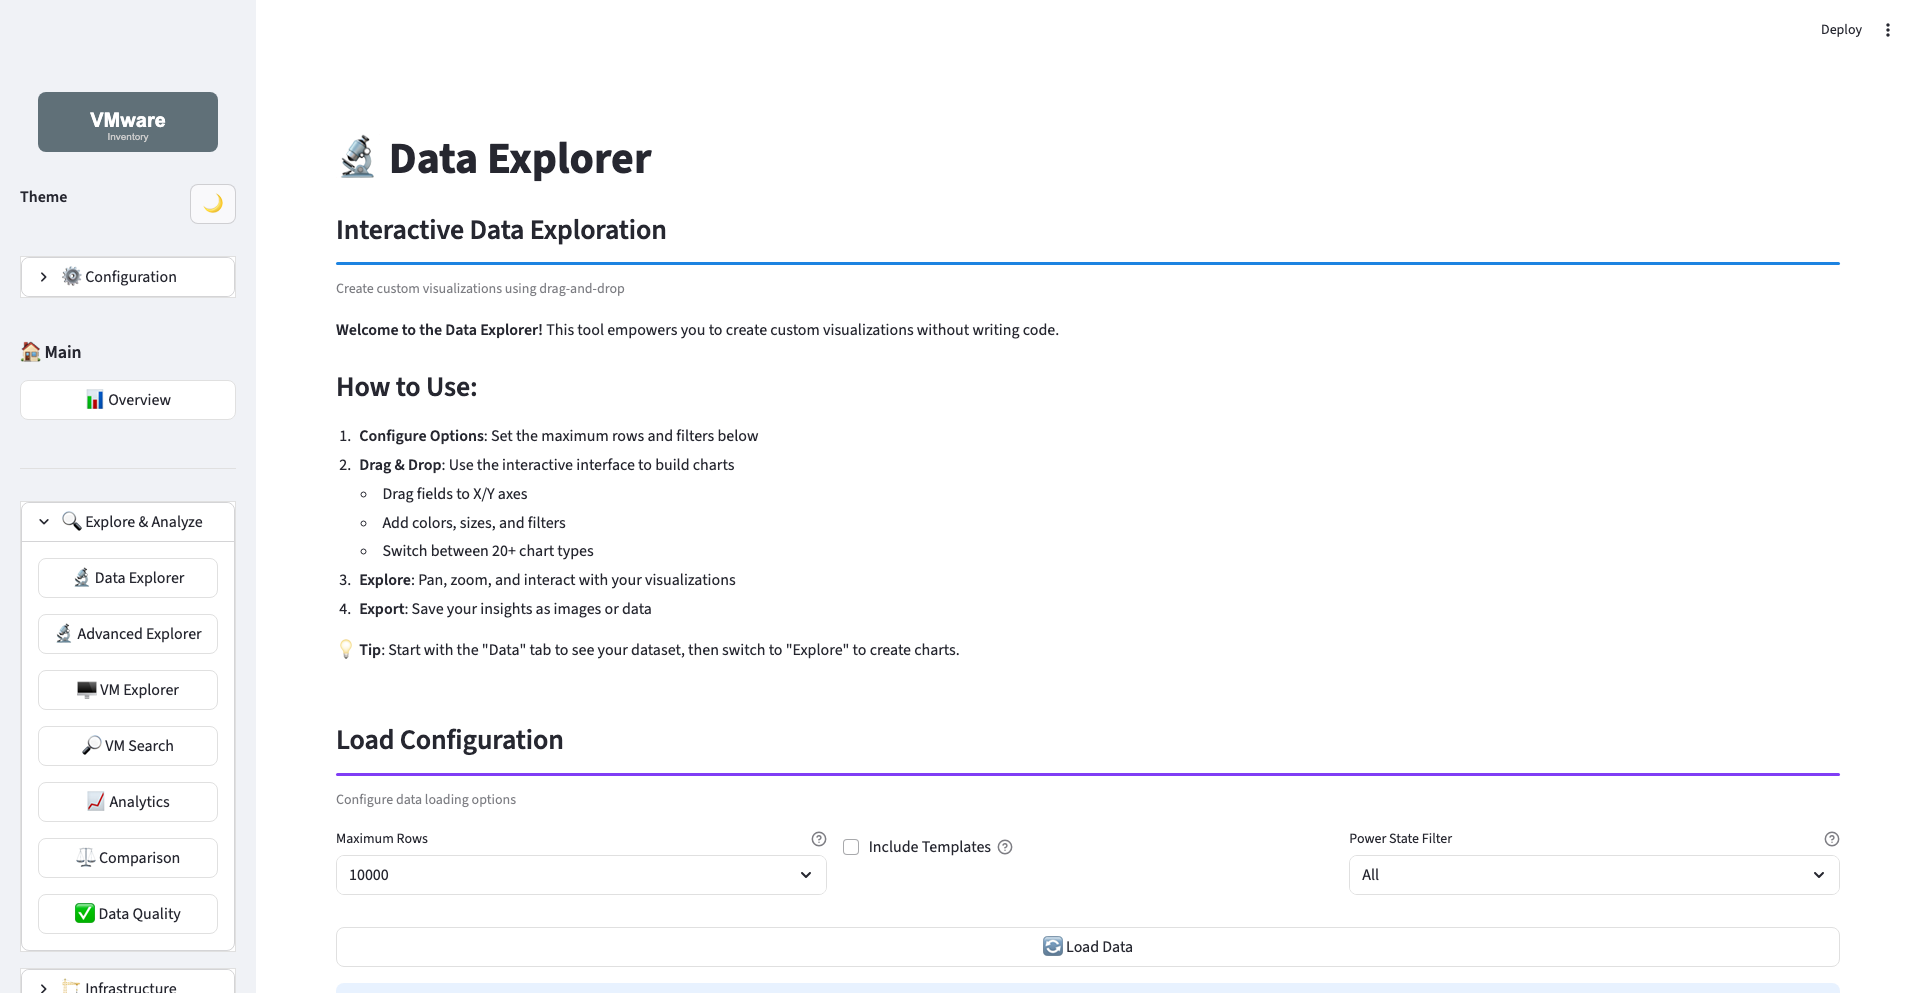 Deploy
VMware
Inventory
Theme
Configuration
Main
Overview
Explore & Analyze
Data Explorer
Advanced Explorer
VM Explorer
VM Search
Analytics
Comparison
Data Quality
Infrastructure
Data Explorer
Interactive Data Exploration
Create custom visualizations using drag-and-drop
Welcome to the Data Explorer! This tool empowers you to create custom visualizations without writing code.
How to Use:
1. Configure Options: Set the maximum rows and filters below
2. Drag & Drop: Use the interactive interface to build charts
Drag fields to X/Y axes
Add colors, sizes, and filters
Switch between 20+ chart types
3. Explore: Pan, zoom, and interact with your visualizations
4. Export: Save your insights as images or data
Tip: Start with the "Data" tab to see your dataset, then switch to "Explore" to create charts.
Load Configuration
Configure data loading options
Maximum Rows
10000
Include Templates
Power State Filter
All
Load Data